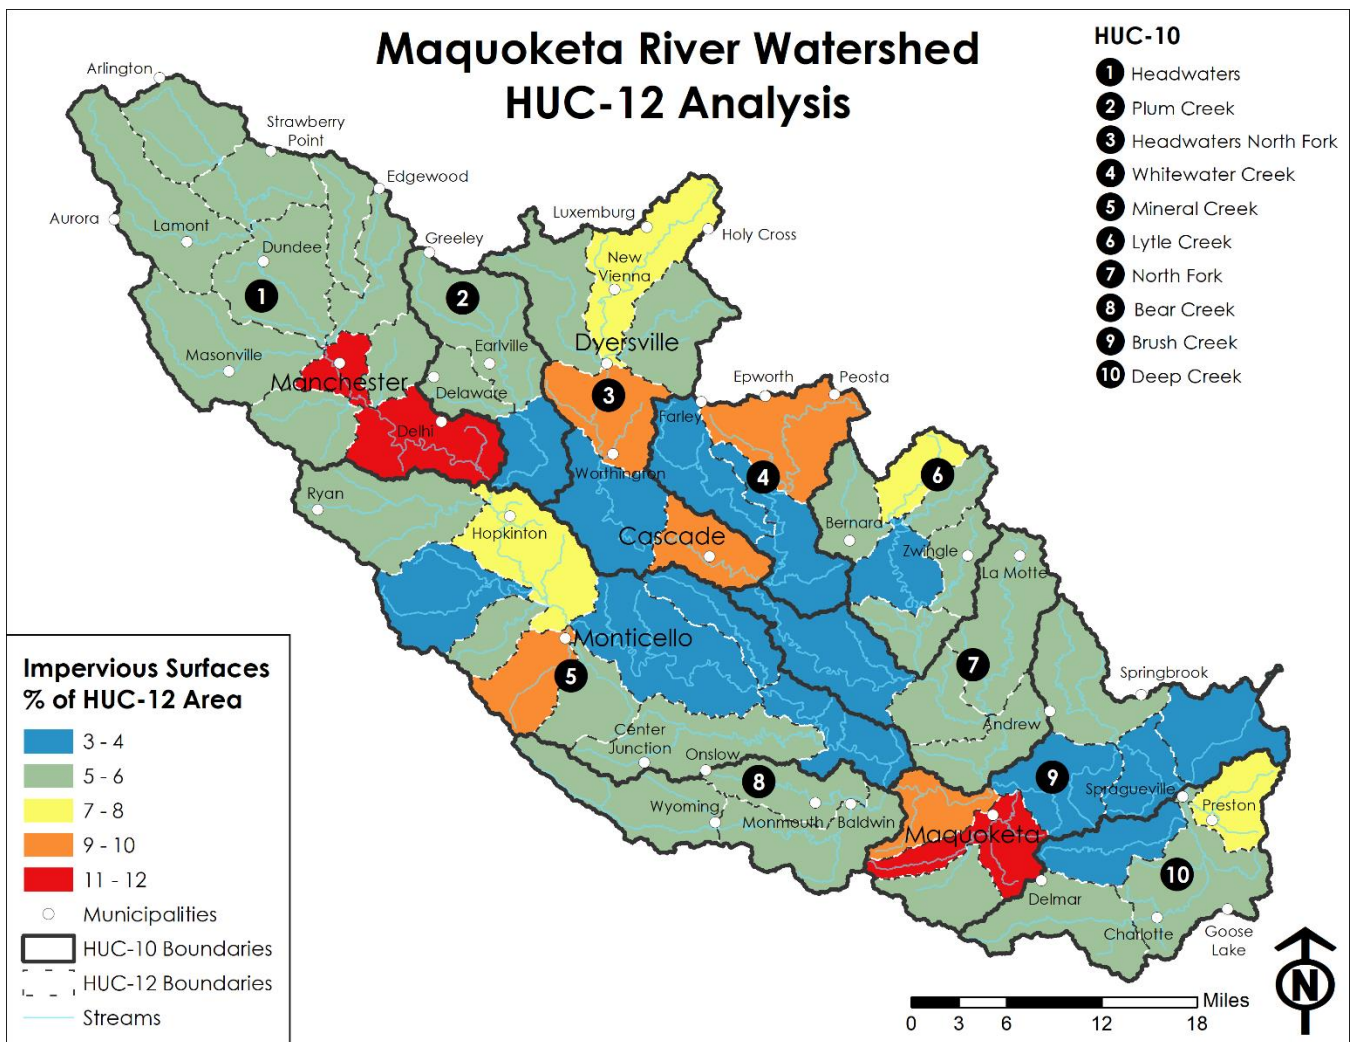 Maquoketa River Watershed
HUC-12 Analysis
HUC-10
1 Headwaters
2 Plum Creek
3 Headwaters North Fork
4 Whitewater Creek
5 Mineral Creek
6 Lytle Creek
7 North Fork
8 Bear Creek
9 Brush Creek
10 Deep Creek
Arlington
Strawberry
Point
Edgewood
Aurora
Lamont
Dundee
Greeley
Luxemburg
Holy Cross
New
Vienna
1
2
Masonville
Manchester
Earlville
Delaware
Dyersville
3
Epworth
Peosta
Farley
Delhi
Worthington
4
6
Ryan
Hopkinton
Cascade
Bernard
Zwingle
La Motte
Monticello
5
7
Springbrook
Andrew
Center
Junction
Onslow
8
Wyoming
Monmouth
Baldwin
9
Spragueville
Preston
Maquoketa
10
Delmar
Charlotte
Goose
Lake
Impervious Surfaces
% of HUC-12 Area
3 - 4
5 - 6
7 - 8
9 - 10
11 - 12
Municipalities
HUC-10 Boundaries
HUC-12 Boundaries
Streams
N
Miles
0 3 6 12 18